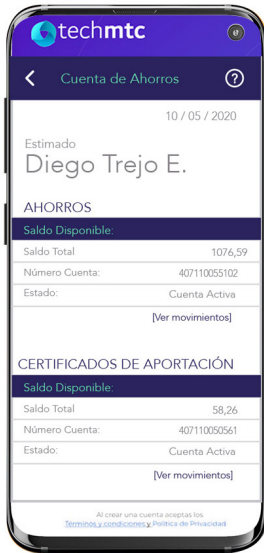 techmtc
Cuenta de Ahorros ?
10 / 05 / 2020
Estimado
Diego Trejo E.
AHORROS
Saldo Disponible:
Saldo Total 1076,59
Número Cuenta: 407110055102
Estado: Cuenta Activa
[Ver movimientos]
CERTIFICADOS DE APORTACIÓN
Saldo Disponible:
Saldo Total 58,26
Número Cuenta: 407110050561
Estado: Cuenta Activa
[Ver movimientos]
Al crear una cuenta aceptas los
Términos y condiciones y Política de Privacidad